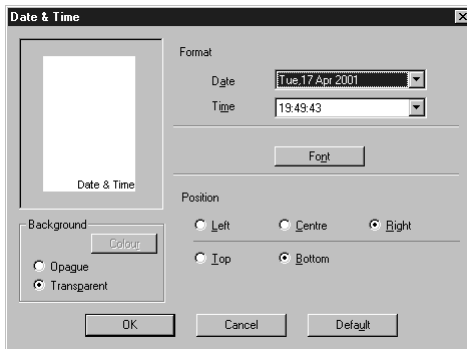 Date & Time
Format
Date
Tue,17 Apr 2001
Time
19:49:43
Font
Date & Time
Position
Background
Colour
Left
Centre
Right
Opaque
Top
Bottom
Transparent
OK
Cancel
Default